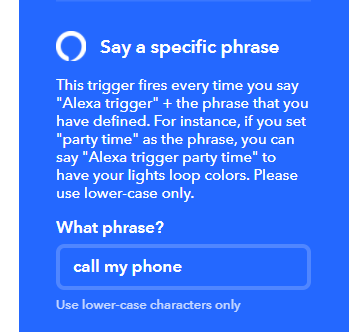 Say a specific phrase
This trigger fires every time you say
"Alexa trigger" + the phrase that you
have defined. For instance, if you set
"party time" as the phrase, you can
say "Alexa trigger party time" to
have your lights loop colors. Please
use lower-case only.
What phrase?
call my phone
Use lower-case characters only